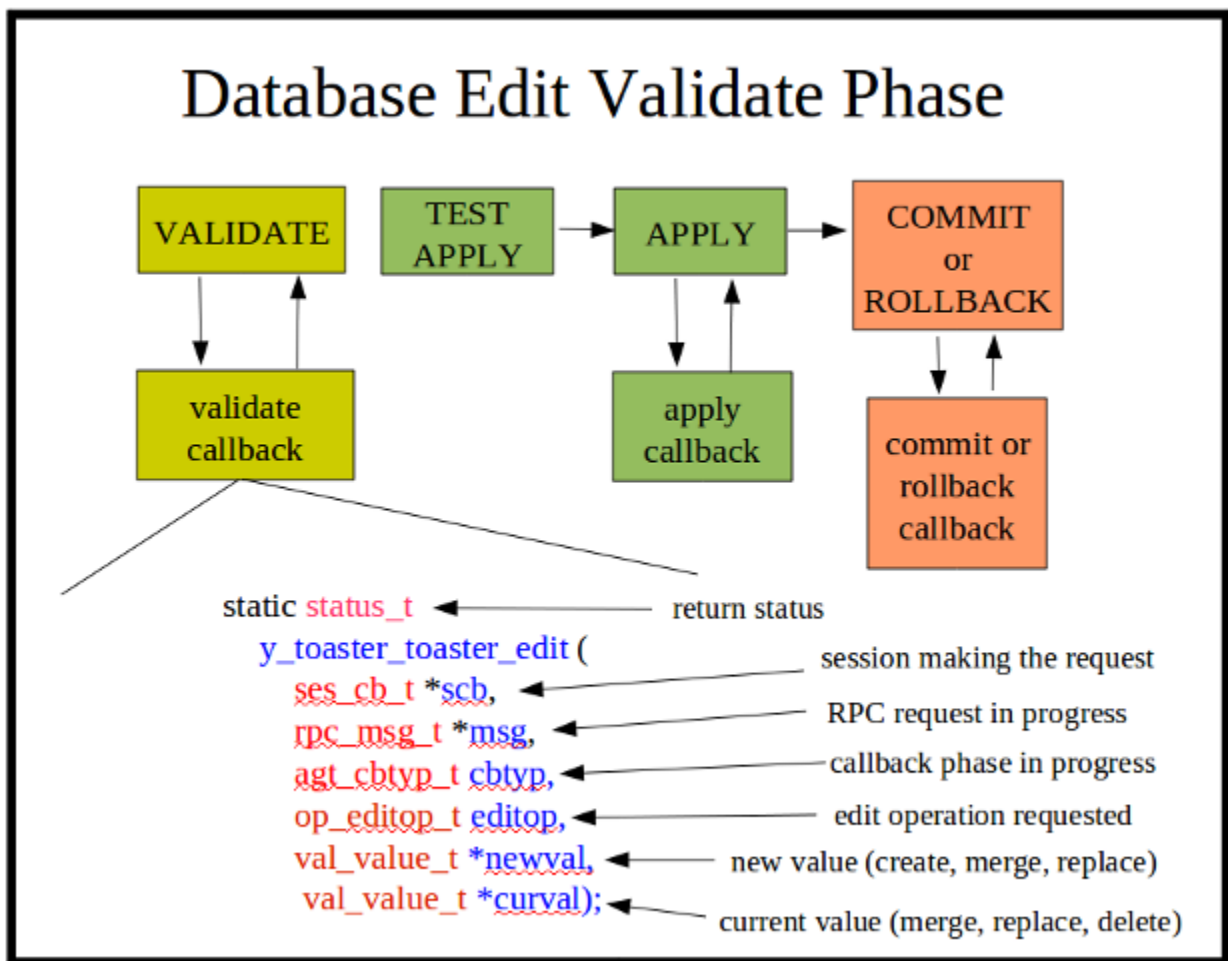 Database Edit Validate Phase
VALIDATE
TEST
APPLY
APPLY
COMMIT
or
ROLLBACK
validate
callback
apply
callback
commit or
rollback
callback
static status_t
return status
y_toaster_toaster_edit (
session making the request
ses_cb_t *scb,
RPC request in progress
rpc_msg_t *msg,
callback phase in progress
agt_cbtyp_t cbtyp,
edit operation requested
op_editop_t editop,
new value (create, merge, replace)
val_value_t *newval,
val_value_t *curval);
current value (merge, replace, delete)